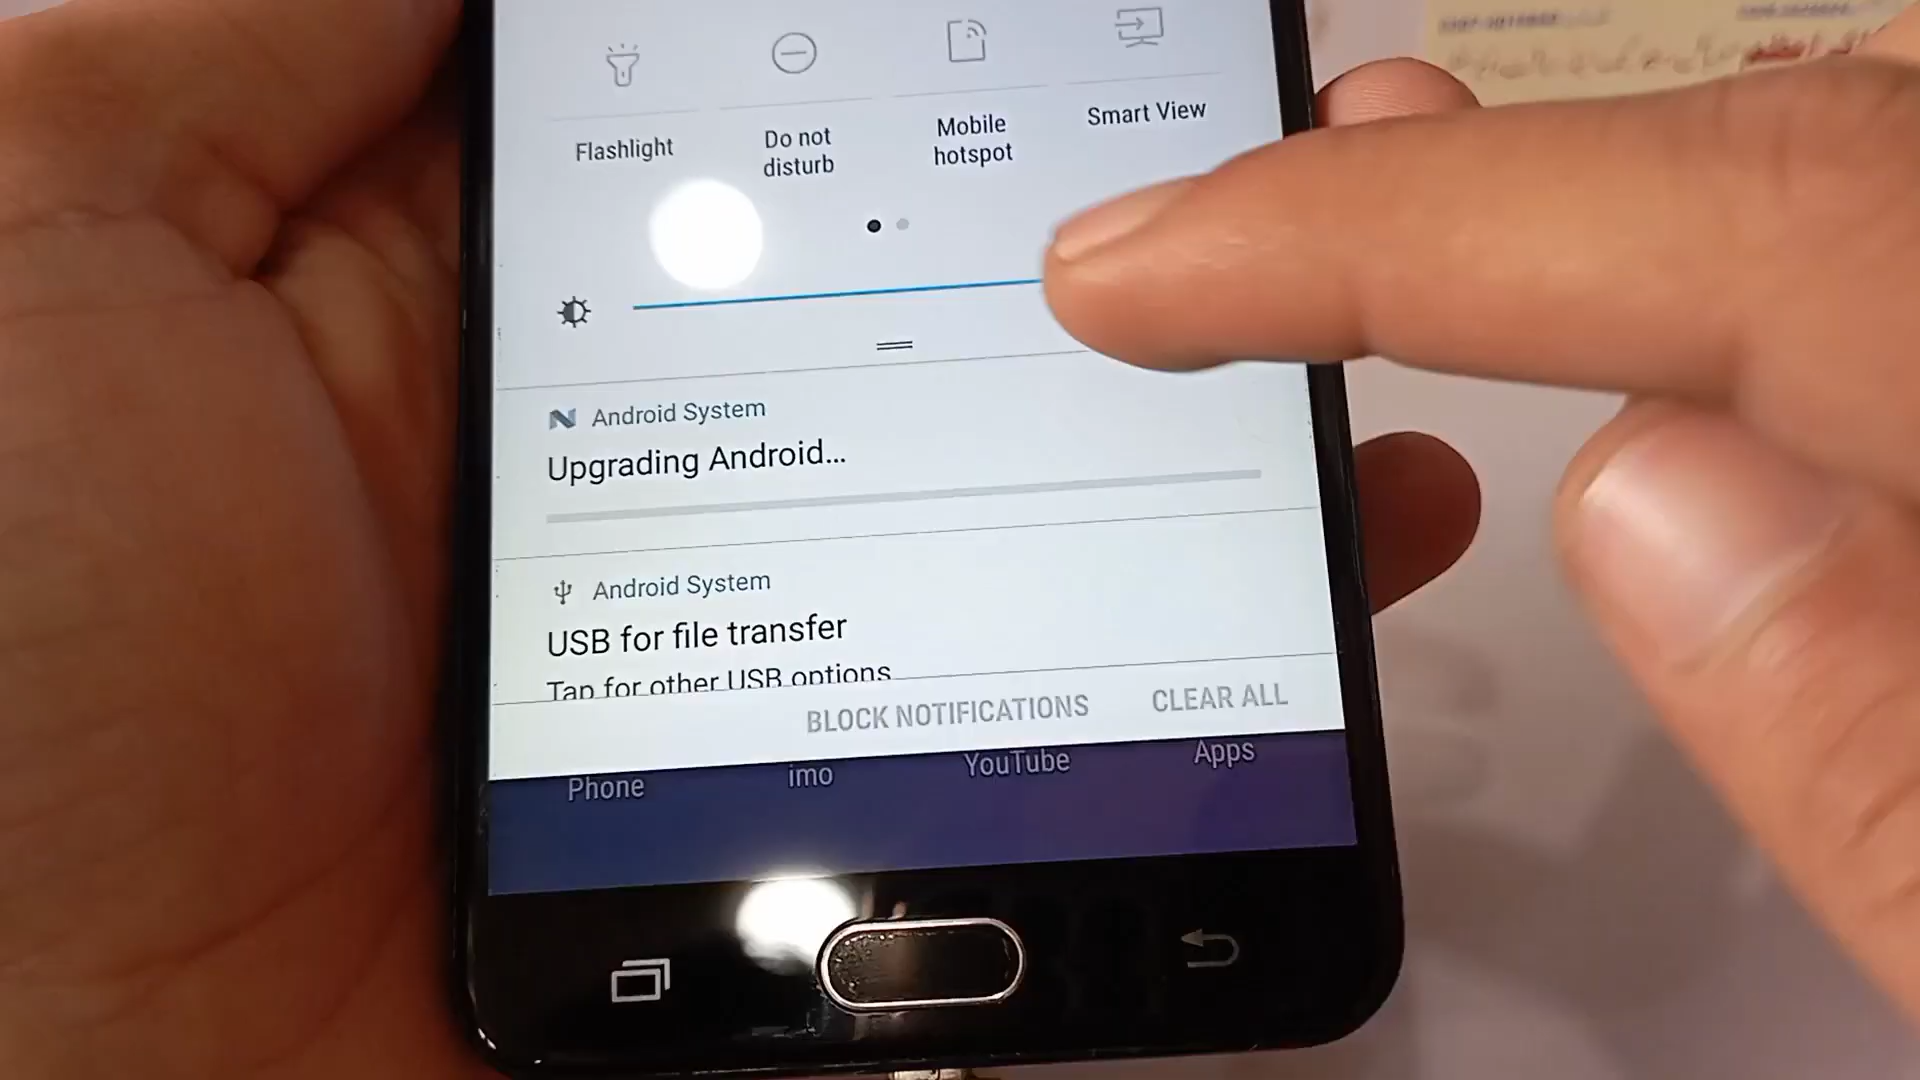 Flashlight
Do not
disturb
Mobile
hotspot
Smart View
Android System
Upgrading Android...
Android System
USB for file transfer
Tap for other USB options
BLOCK NOTIFICATIONS
CLEAR ALL
Phone
imo
YouTube
Apps